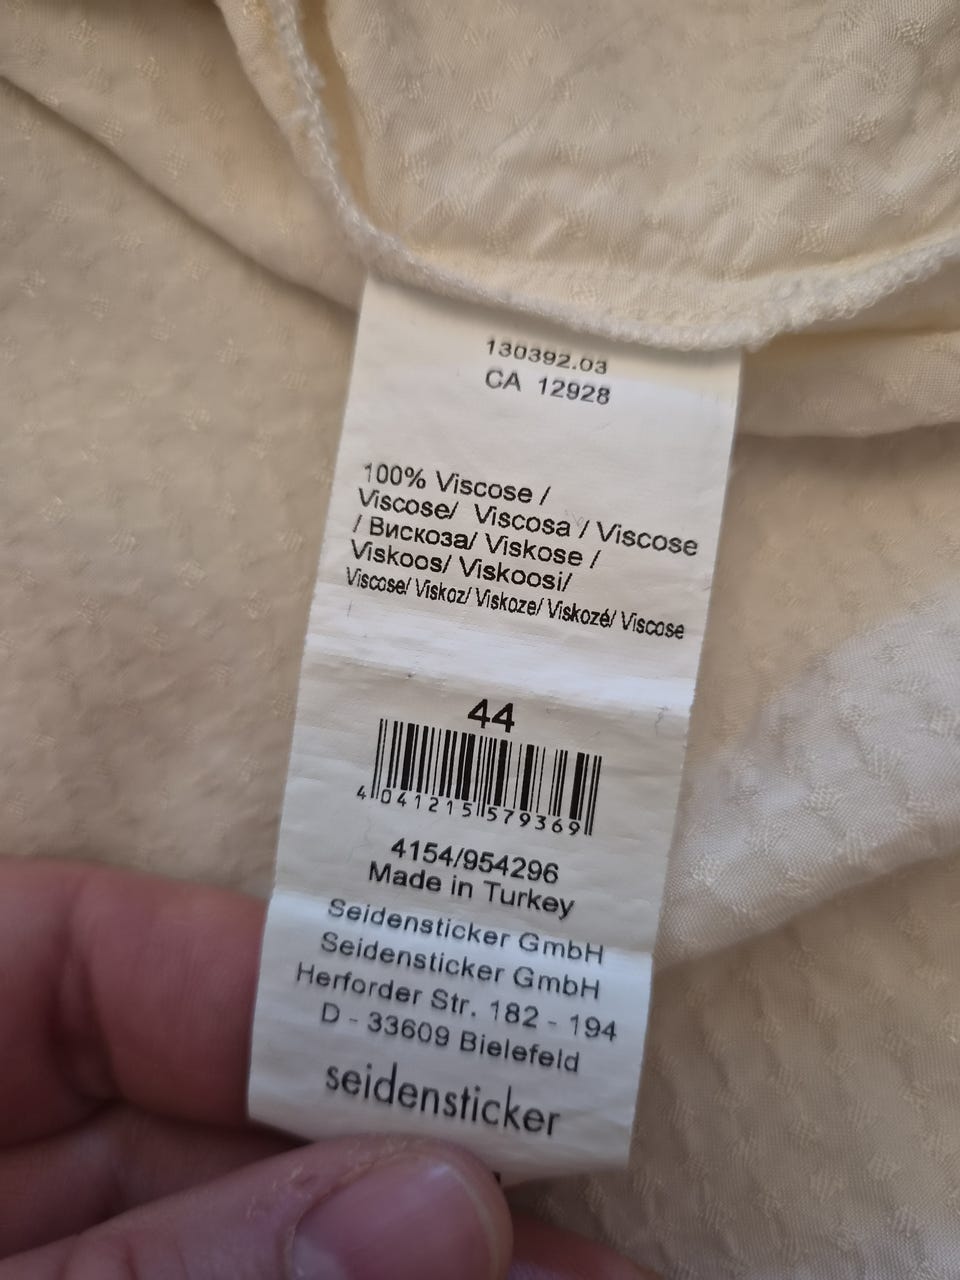 130392.03
CA 12928
100% Viscose /
Viscose/ Viscosa / Viscose
/ Вискоза/ Viskose /
Viskoos/ Viskoosi/
Viscose/ Viskoz/ Viskoze/ Viskozé/ Viscose
44
4 041215 579369
4154/954296
Made in Turkey
Seidensticker GmbH
Seidensticker GmbH
Herforder Str. 182 - 194
D - 33609 Bielefeld
seidensticker